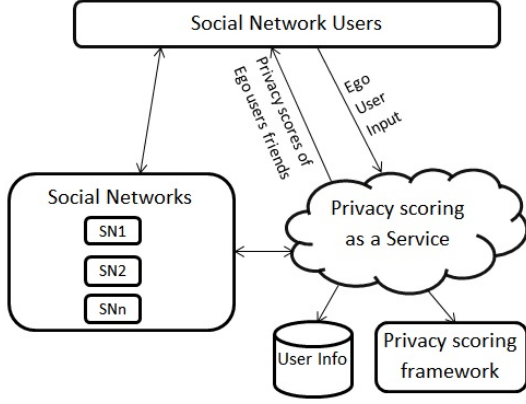 Social Network Users
Privacy scores of
Ego users friends
Ego
User
Input
Social Networks
SN1
SN2
SNn
Privacy scoring
as a Service
User Info
Privacy scoring
framework